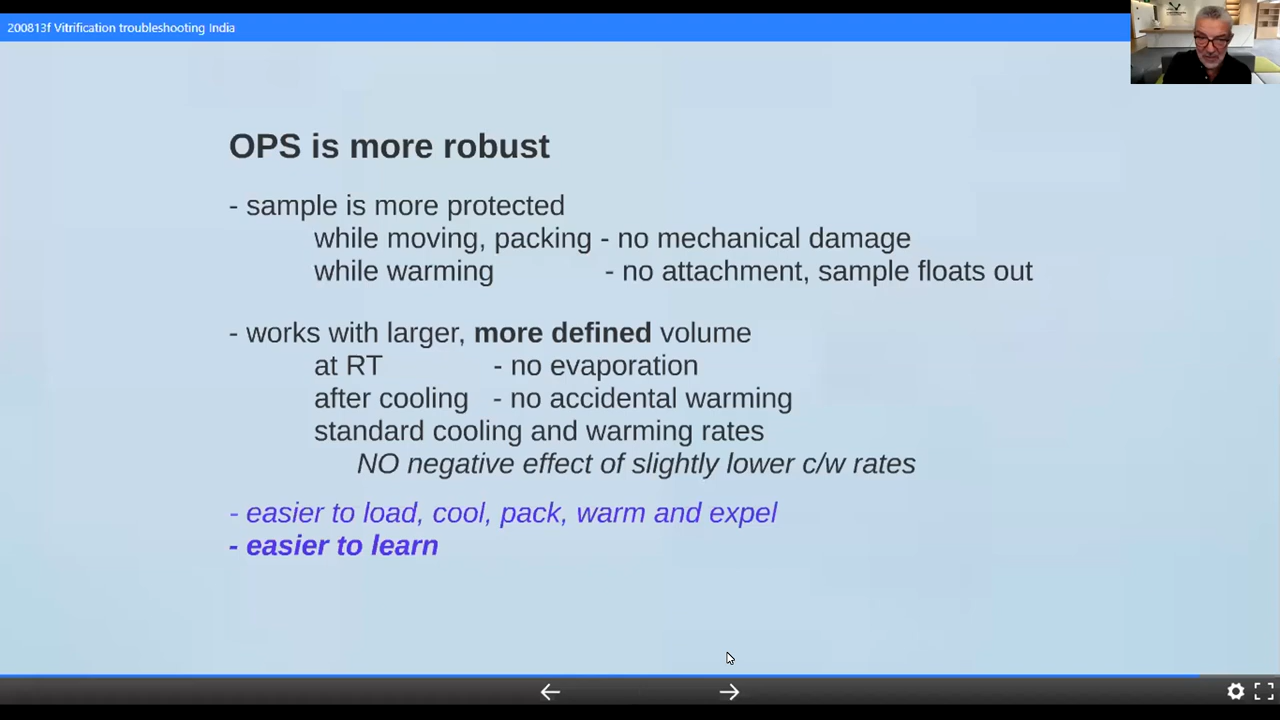 200813f Vitrification troubleshooting India
OPS is more robust
- sample is more protected
while moving, packing - no mechanical damage
while warming - no attachment, sample floats out
- works with larger, more defined volume
at RT - no evaporation
after cooling - no accidental warming
standard cooling and warming rates
NO negative effect of slightly lower c/w rates
- easier to load, cool, pack, warm and expel
- easier to learn